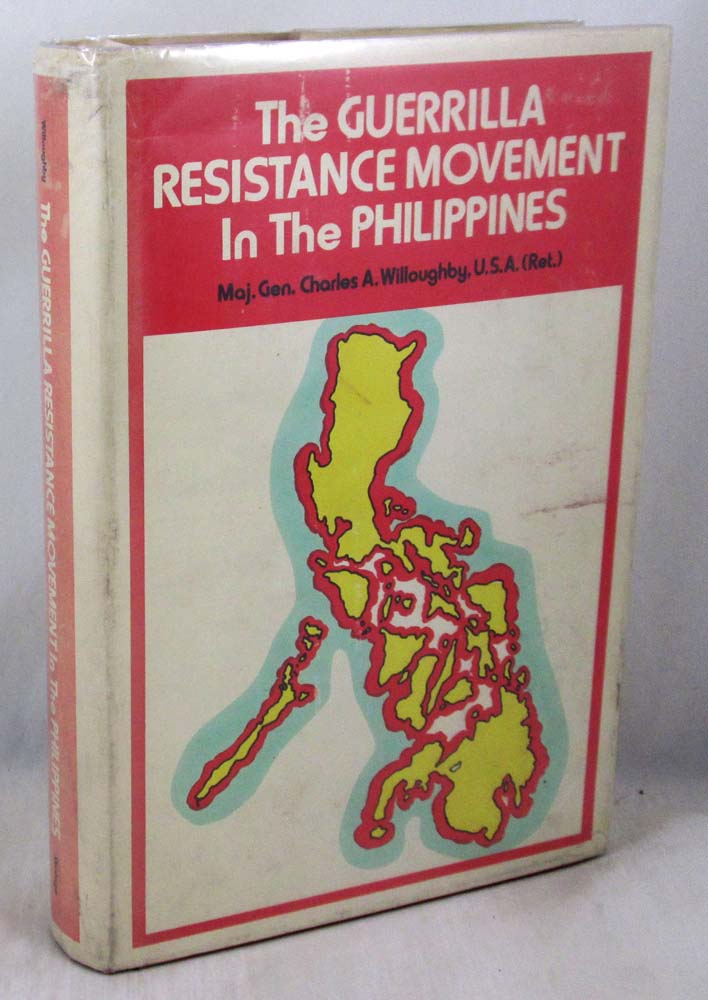 The GUERRILLA
RESISTANCE MOVEMENT
In The PHILIPPINES
Maj. Gen. Charles A. Willoughby, U.S.A. (Ret.)
Willoughby
The GUERRILLA RESISTANCE MOVEMENT In The PHILIPPINES